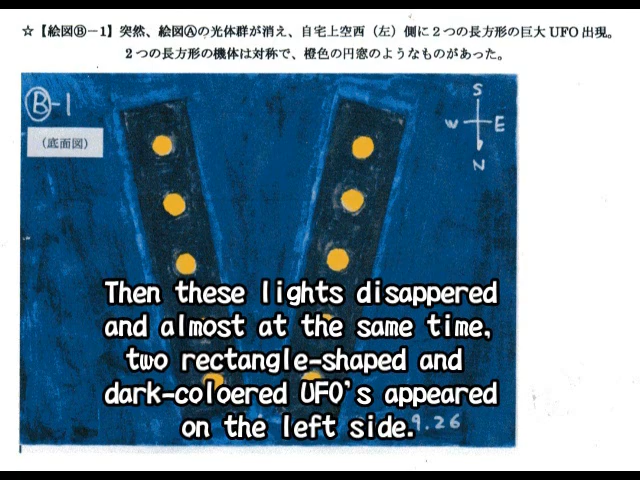 ☆【絵図Ⓑ－1】突然、絵図Ⓐの光体群が消え、自宅上空西（左）側に２つの長方形の巨大 UFO 出現。
２つの長方形の機体は対称で、橙色の円窓のようなものがあった。
Ⓑ-1
(底面図)
S
W E
N
Then these lights disappered
and almost at the same time,
two rectangle-shaped and
dark-coloered UFO's appeared
on the left side.
9.26